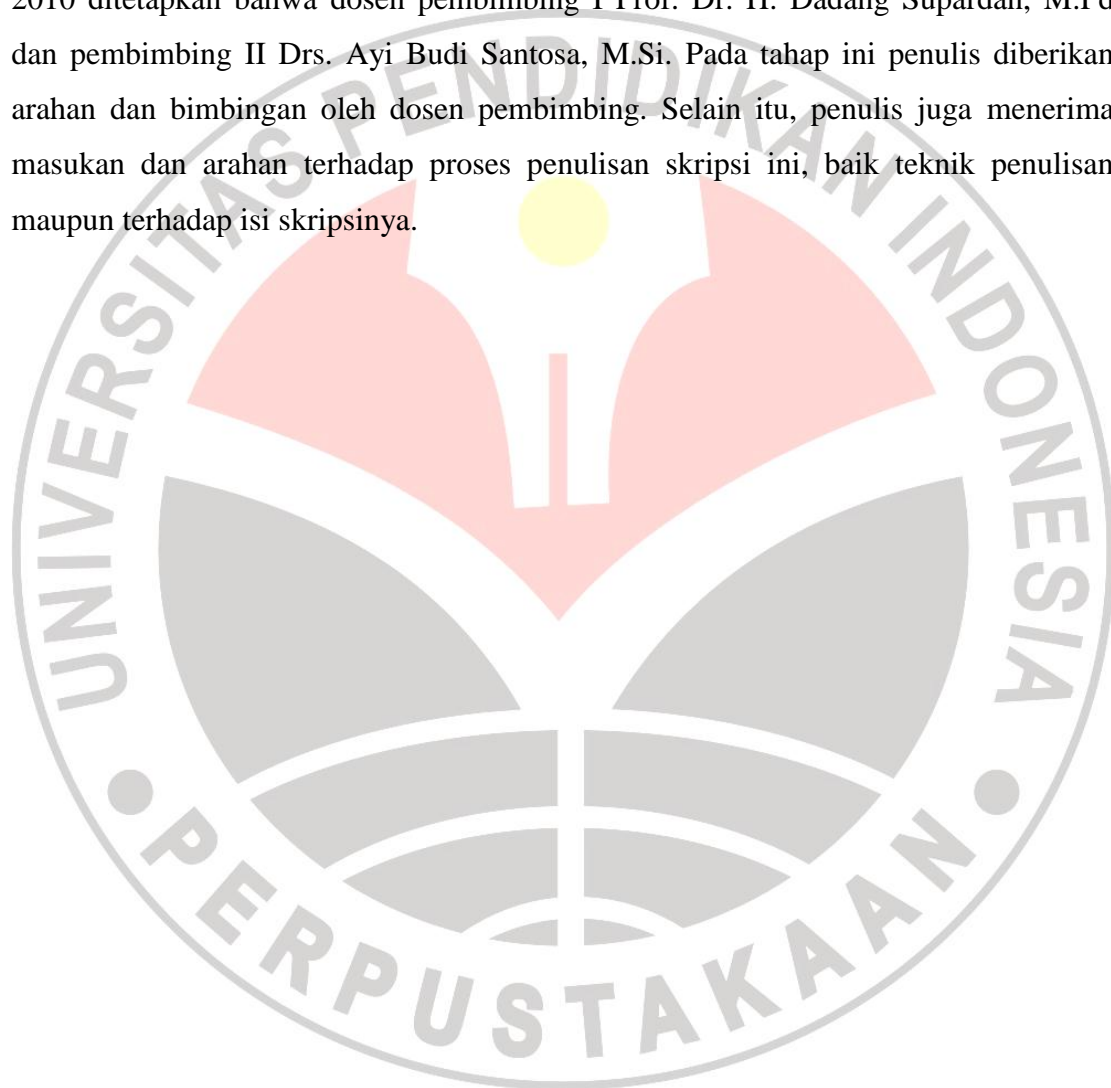 2010 ditetapkan bahwa dosen pembimbing I Prof. Dr. H. Dadang Supardan, M.Pd
dan pembimbing II Drs. Ayi Budi Santosa, M.Si. Pada tahap ini penulis diberikan
arahan dan bimbingan oleh dosen pembimbing. Selain itu, penulis juga menerima
masukan dan arahan terhadap proses penulisan skripsi ini, baik teknik penulisan
maupun terhadap isi skripsinya.
UNIVERSITAS PENDIDIKAN INDONESIA
PERPUSTAKAAN